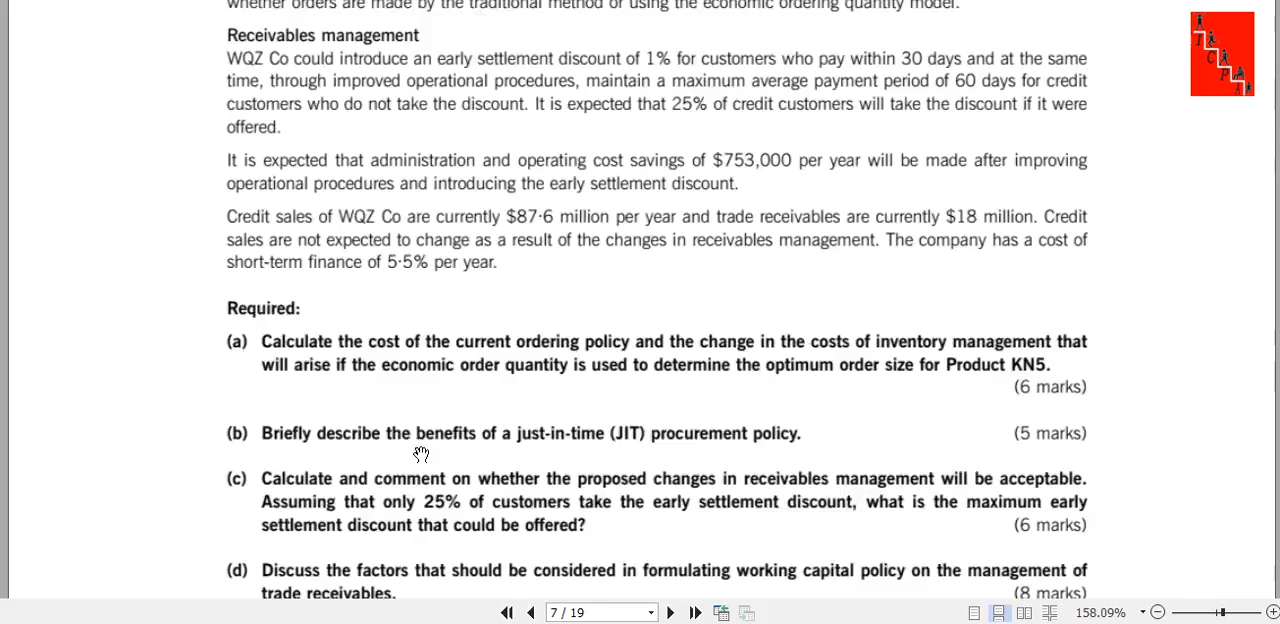 whether orders are made by the traditional method or using the economic ordering quantity model.
Receivables management
WQZ Co could introduce an early settlement discount of 1% for customers who pay within 30 days and at the same
time, through improved operational procedures, maintain a maximum average payment period of 60 days for credit
customers who do not take the discount. It is expected that 25% of credit customers will take the discount if it were
offered.
It is expected that administration and operating cost savings of $753,000 per year will be made after improving
operational procedures and introducing the early settlement discount.
Credit sales of WQZ Co are currently $87·6 million per year and trade receivables are currently $18 million. Credit
sales are not expected to change as a result of the changes in receivables management. The company has a cost of
short-term finance of 5·5% per year.
Required:
(a) Calculate the cost of the current ordering policy and the change in the costs of inventory management that
will arise if the economic order quantity is used to determine the optimum order size for Product KN5.
(6 marks)
(b) Briefly describe the benefits of a just-in-time (JIT) procurement policy. (5 marks)
(c) Calculate and comment on whether the proposed changes in receivables management will be acceptable.
Assuming that only 25% of customers take the early settlement discount, what is the maximum early
settlement discount that could be offered? (6 marks)
(d) Discuss the factors that should be considered in formulating working capital policy on the management of
trade receivables. (8 marks)
7 / 19
158.09%
T
C
P
A